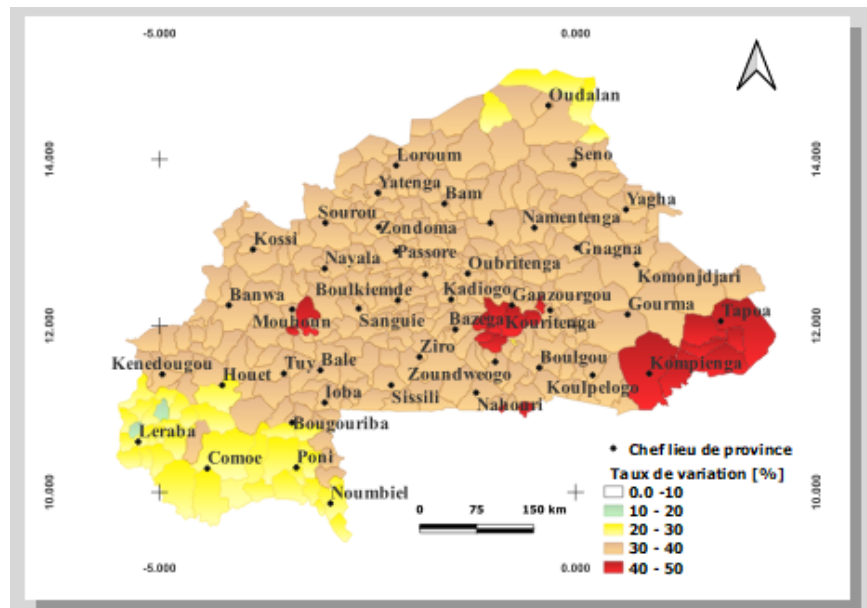 -5.000
0.000
Oudalan
14.000
14.000
Loroum
Seno
Yatenga
Bam
Yagha
Sourou
Zondoma
Namentenga
Kossi
Passore
Gnagna
Nayala
Oubritenga
Komonjdjari
Banwa
Boulkiemde
Kadiogo
Ganzourgou
Gourma
Tapoa
12.000
12.000
Mouhoun
Sanguie
Bazega
Kouritenga
Ziro
Kenedougou
Houet
Tuy
Bale
Zoundweogo
Boulgou
Kompienga
Koulpelogo
Ioba
Sissili
Nahouri
Bougouriba
Leraba
Comoe
Poni
Noumbiel
10.000
10.000
Chef lieu de province
Taux de variation [%]
0.0 -10
10 - 20
20 - 30
30 - 40
40 - 50
0 75 150 km
-5.000
0.000